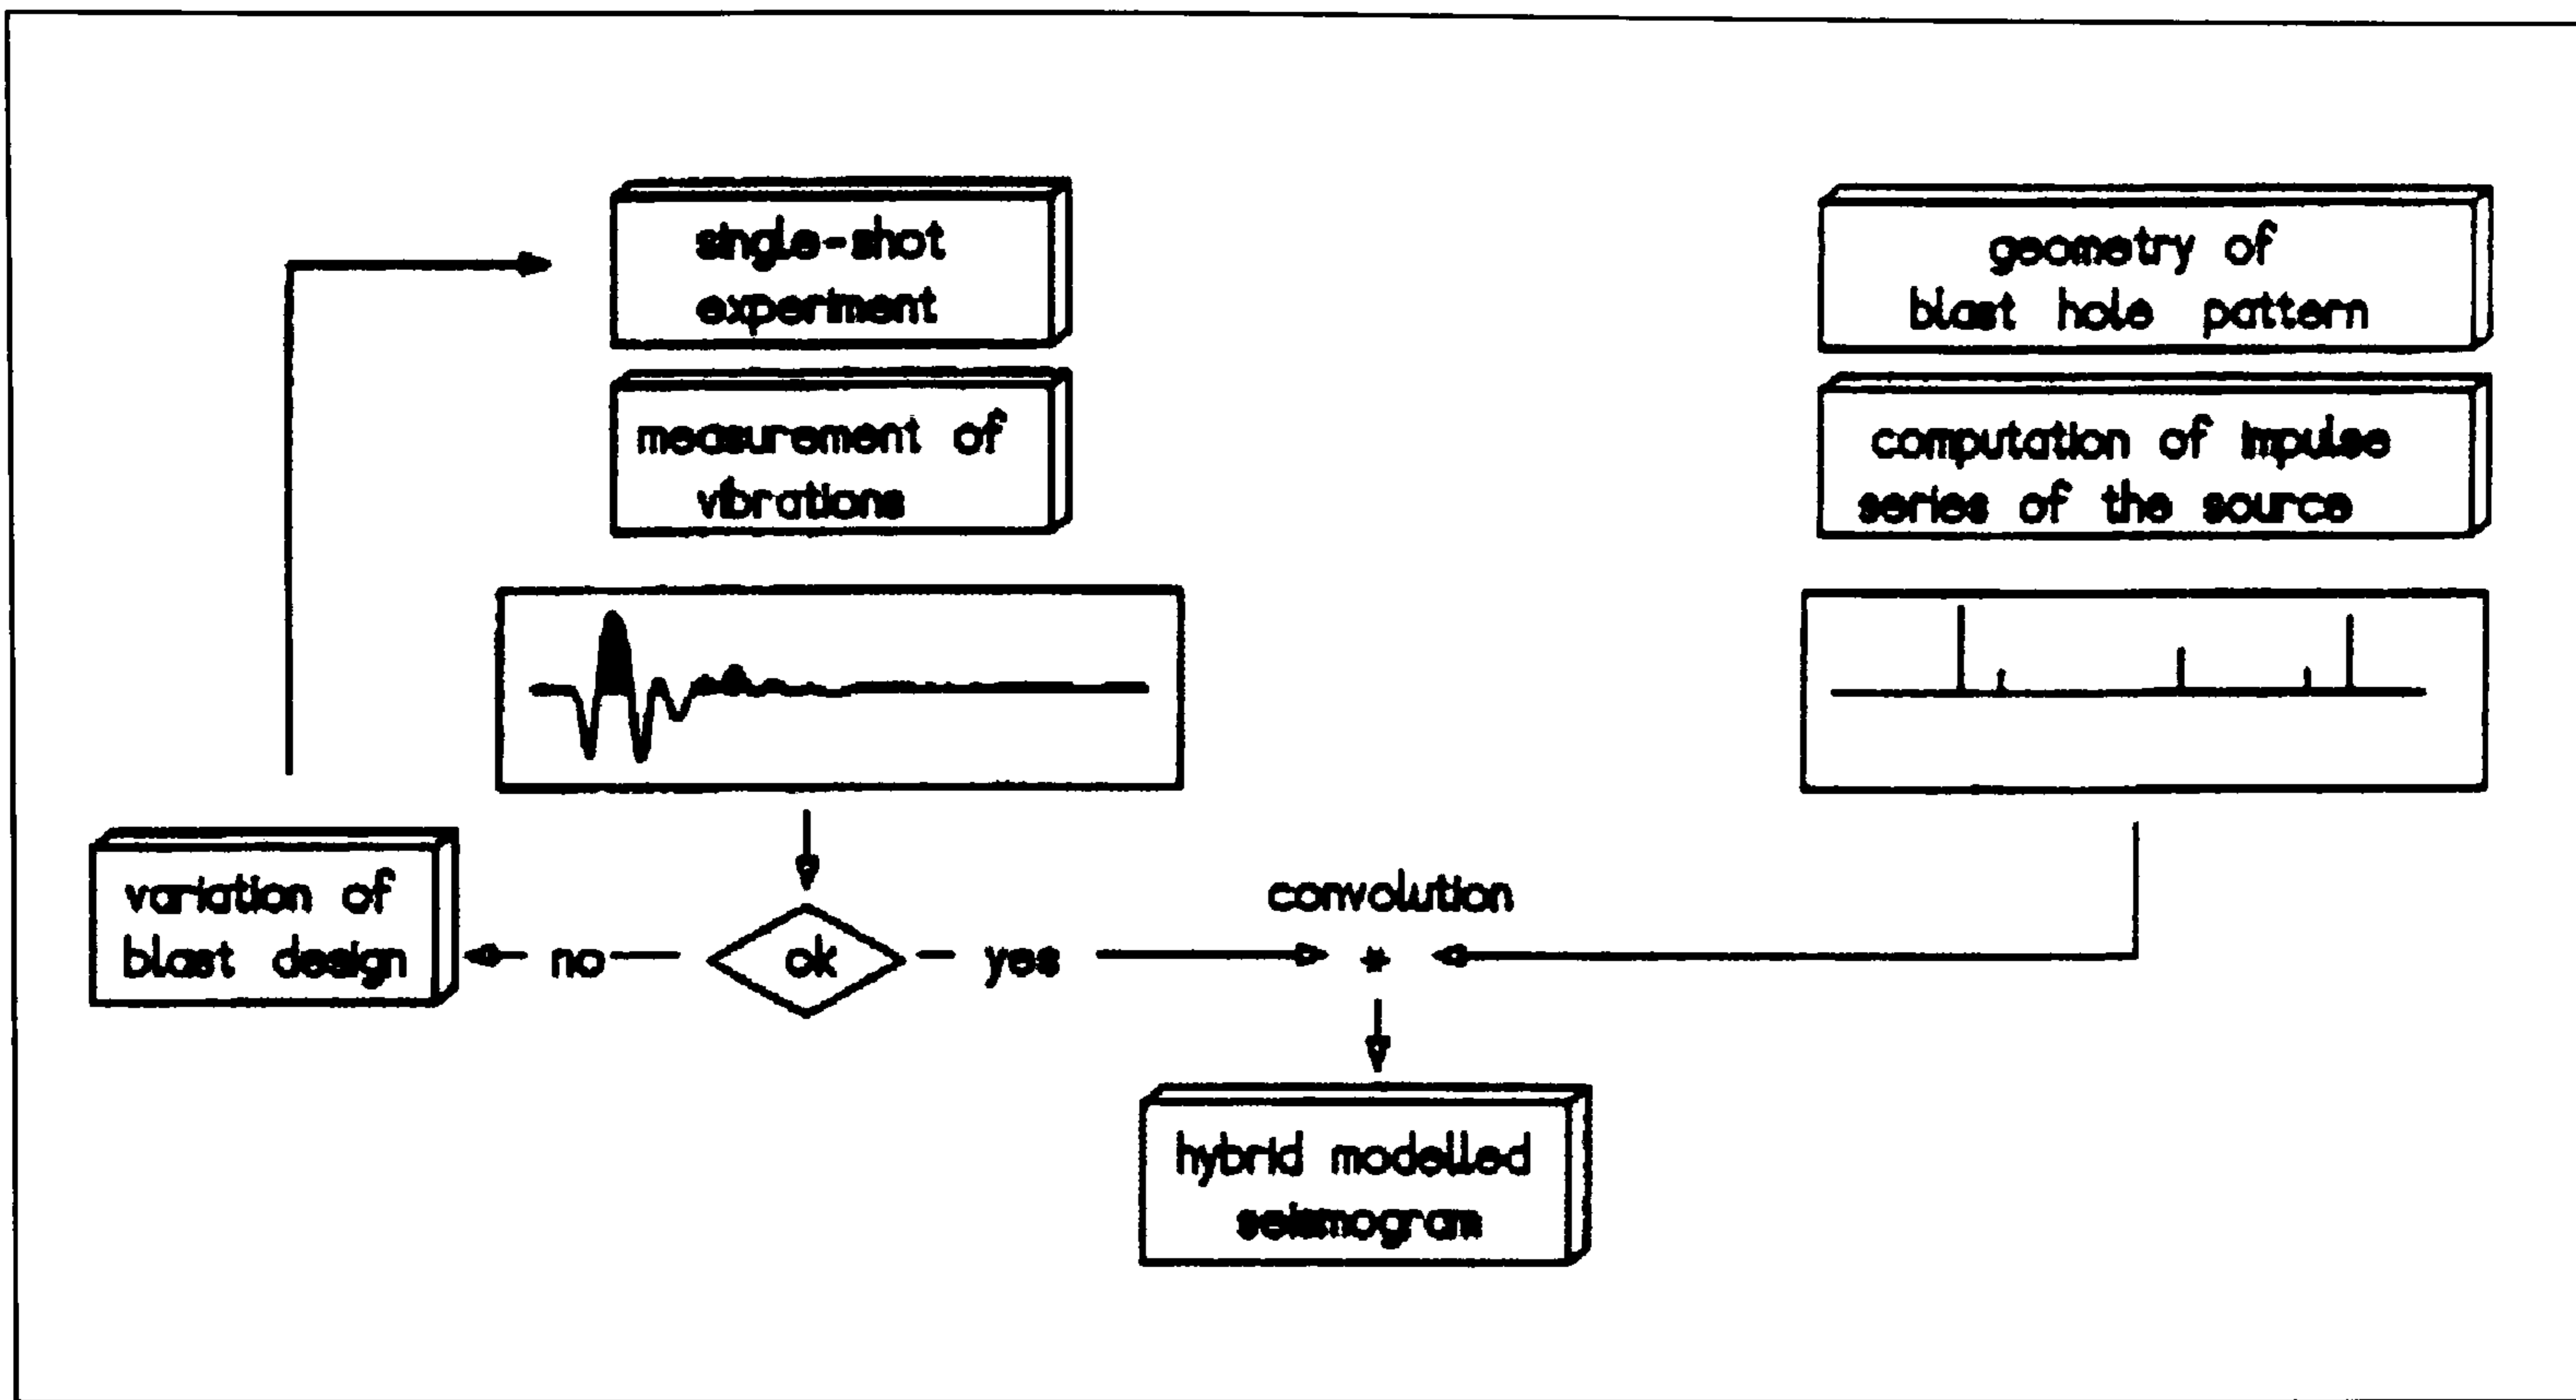 single-shot
experiment
measurement of
vibrations
geometry of
blast hole pattern
computation of impulse
series of the source
variation of
blast design
no
ok
yes
convolution
*
hybrid modelled
seismogram